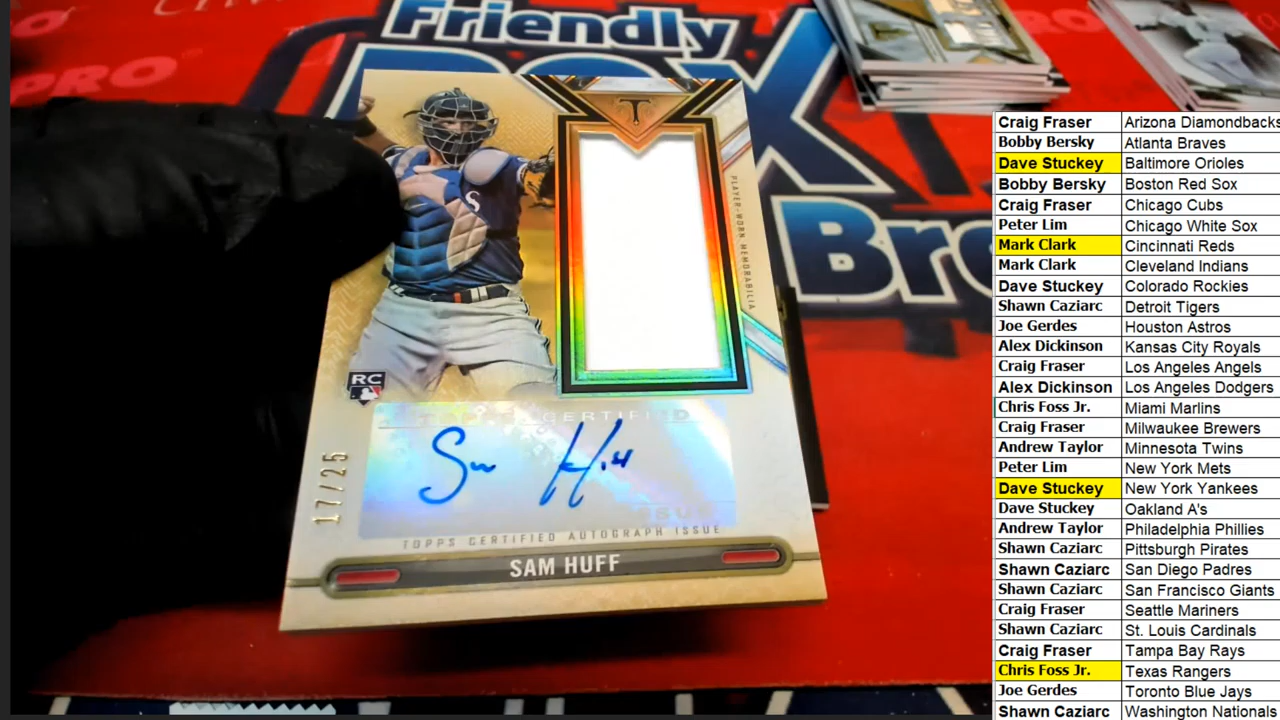 Friendly
BOX
Bre
PRO
T
PLAYER-WORN MEMORABILIA
RC
17/25
CERTIFIED
Sam Huff
ISSUE
TOPPS CERTIFIED AUTOGRAPH ISSUE
SAM HUFF
Craig Fraser Arizona Diamondbacks
Bobby Bersky Atlanta Braves
Dave Stuckey Baltimore Orioles
Bobby Bersky Boston Red Sox
Craig Fraser Chicago Cubs
Peter Lim Chicago White Sox
Mark Clark Cincinnati Reds
Mark Clark Cleveland Indians
Dave Stuckey Colorado Rockies
Shawn Caziarc Detroit Tigers
Joe Gerdes Houston Astros
Alex Dickinson Kansas City Royals
Craig Fraser Los Angeles Angels
Alex Dickinson Los Angeles Dodgers
Chris Foss Jr. Miami Marlins
Craig Fraser Milwaukee Brewers
Andrew Taylor Minnesota Twins
Peter Lim New York Mets
Dave Stuckey New York Yankees
Dave Stuckey Oakland A's
Andrew Taylor Philadelphia Phillies
Shawn Caziarc Pittsburgh Pirates
Shawn Caziarc San Diego Padres
Shawn Caziarc San Francisco Giants
Craig Fraser Seattle Mariners
Shawn Caziarc St. Louis Cardinals
Craig Fraser Tampa Bay Rays
Chris Foss Jr. Texas Rangers
Joe Gerdes Toronto Blue Jays
Shawn Caziarc Washington Nationals